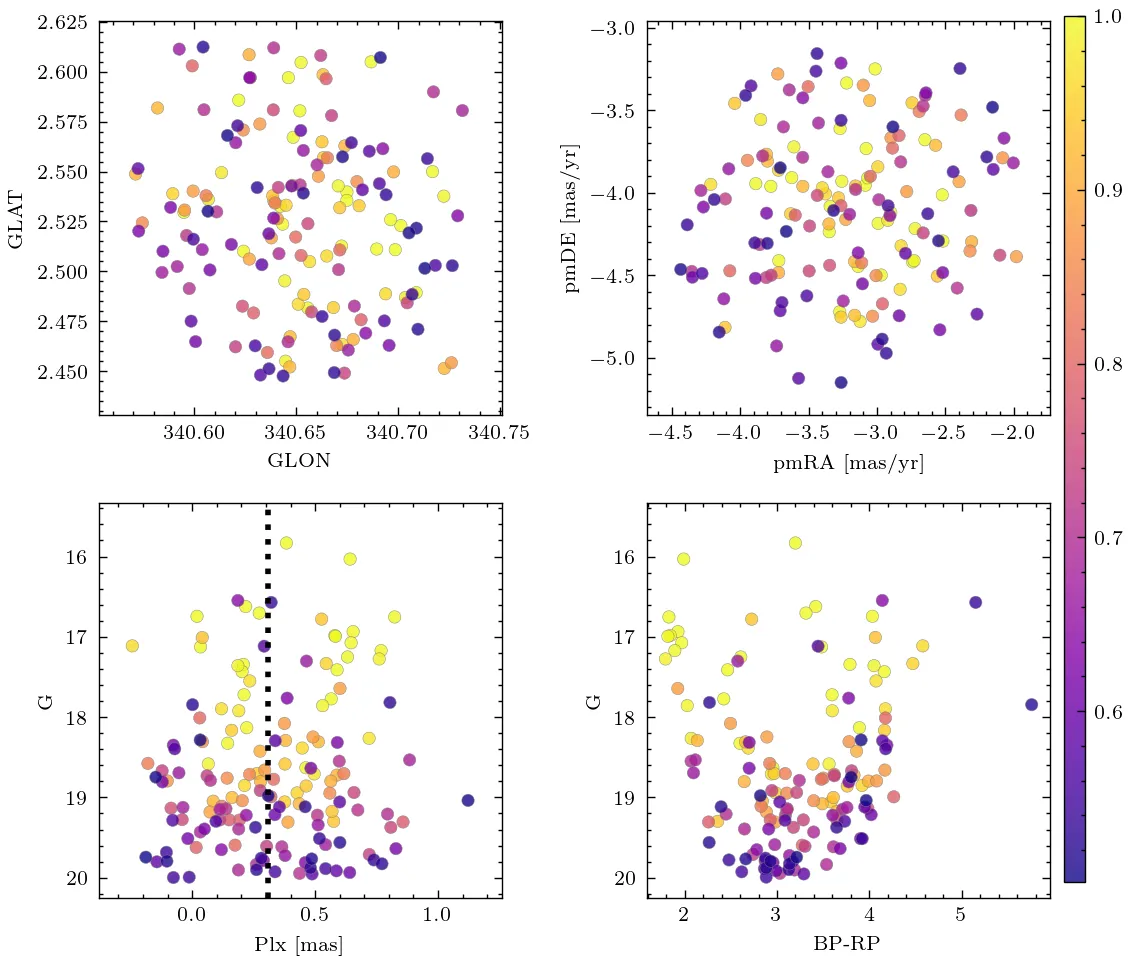 2.625
2.600
2.575
2.550
2.525
2.500
2.475
2.450
GLAT
340.60 340.65 340.70 340.75
GLON
−3.0
−3.5
−4.0
−4.5
−5.0
pmDE [mas/yr]
−4.5 −4.0 −3.5 −3.0 −2.5 −2.0
pmRA [mas/yr]
1.0
0.9
0.8
0.7
0.6
16
17
18
19
20
G
0.0 0.5 1.0
Plx [mas]
16
17
18
19
20
G
2 3 4 5
BP-RP